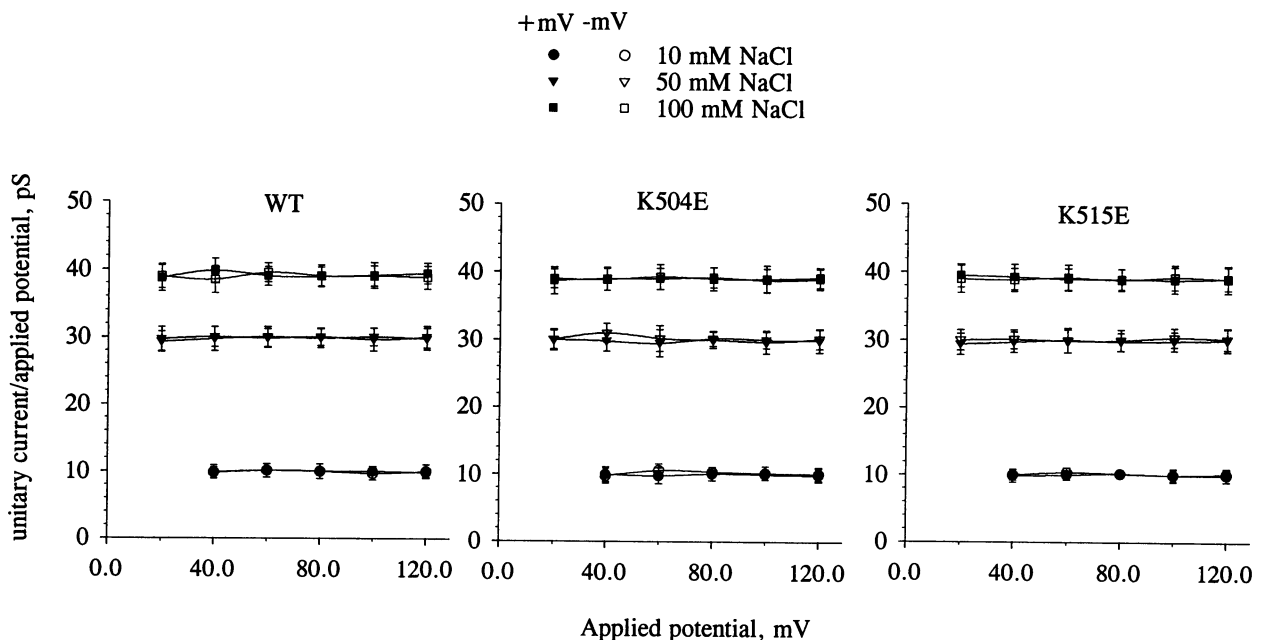 +mV -mV
10 mM NaCl
50 mM NaCl
100 mM NaCl
unitary current/applied potential, pS
WT
50
40
30
20
10
0
0.0 40.0 80.0 120.0
K504E
50
40
30
20
10
0
0.0 40.0 80.0 120.0
K515E
50
40
30
20
10
0
0.0 40.0 80.0 120.0
Applied potential, mV